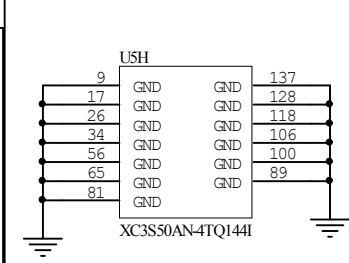 U5H
9 GND GND 137
17 GND GND 128
26 GND GND 118
34 GND GND 106
56 GND GND 100
65 GND GND 89
81 GND
XC3S50AN-4TQ144I